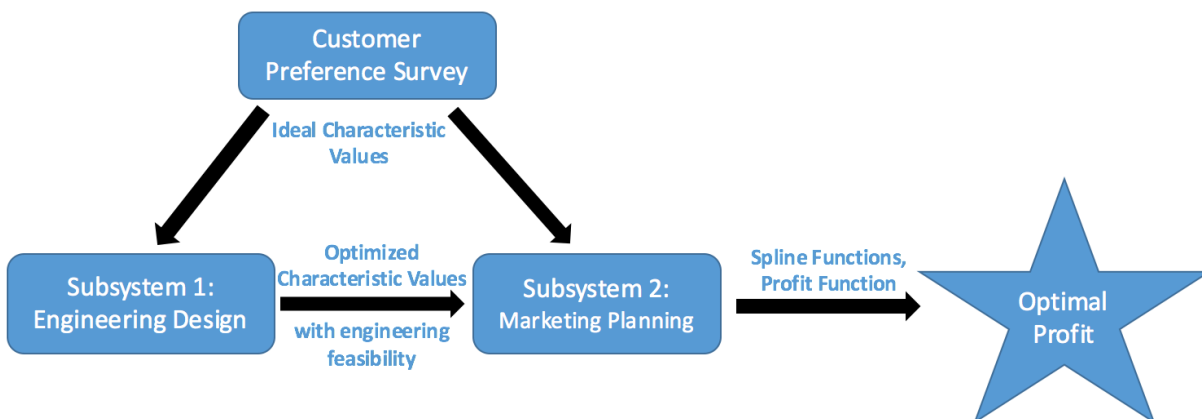 Customer
Preference Survey
Ideal Characteristic
Values
Subsystem 1:
Engineering Design
Optimized
Characteristic Values
with engineering
feasibility
Subsystem 2:
Marketing Planning
Spline Functions,
Profit Function
Optimal
Profit